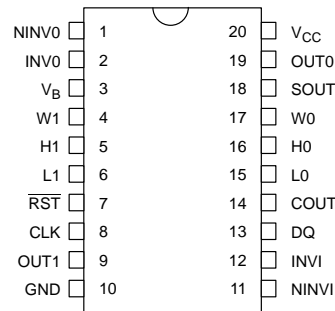 NINV0 1 20 VCC
INV0 2 19 OUT0
VB 3 18 SOUT
W1 4 17 W0
H1 5 16 H0
L1 6 15 L0
RST 7 14 COUT
CLK 8 13 DQ
OUT1 9 12 INVI
GND 10 11 NINVI